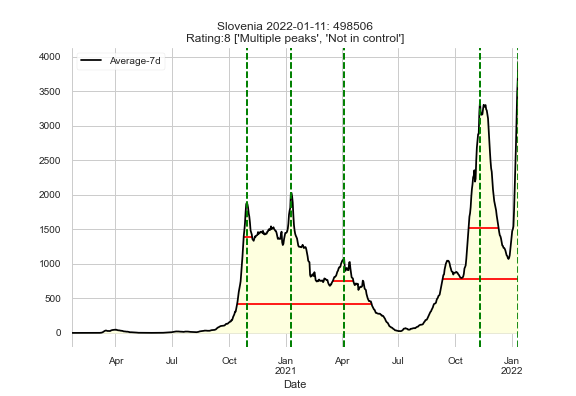 Slovenia 2022-01-11: 498506
Rating:8 ['Multiple peaks', 'Not in control']
Average-7d
4000
3500
3000
2500
2000
1500
1000
500
0
Apr
Jul
Oct
Jan
2021
Apr
Jul
Oct
Jan
2022
Date